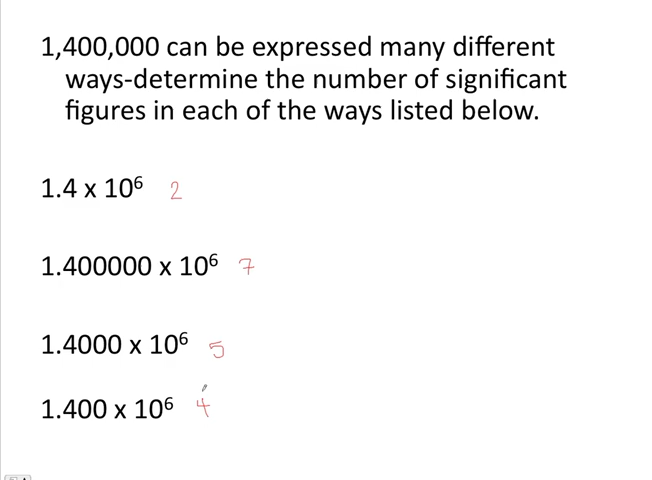 1,400,000 can be expressed many different
ways-determine the number of significant
figures in each of the ways listed below.
1.4 x 10⁶ 2
1.400000 x 10⁶ 7
1.4000 x 10⁶ 5
1.400 x 10⁶ 4